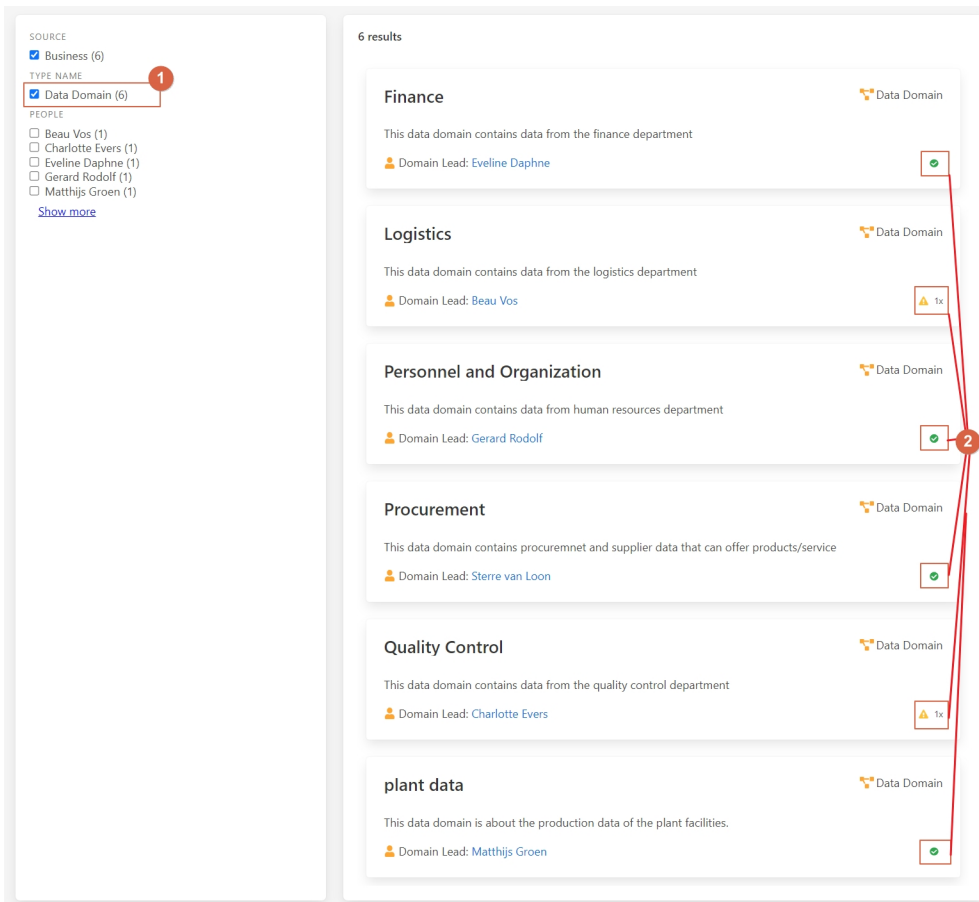 SOURCE
Business (6)
TYPE NAME
1
Data Domain (6)
PEOPLE
Beau Vos (1)
Charlotte Evers (1)
Eveline Daphne (1)
Gerard Rodolf (1)
Matthijs Groen (1)
Show more
6 results
Finance
Data Domain
This data domain contains data from the finance department
Domain Lead: Eveline Daphne
Logistics
Data Domain
This data domain contains data from the logistics department
Domain Lead: Beau Vos
1x
Personnel and Organization
Data Domain
This data domain contains data from human resources department
Domain Lead: Gerard Rodolf
2
Procurement
Data Domain
This data domain contains procuremnet and supplier data that can offer products/service
Domain Lead: Sterre van Loon
Quality Control
Data Domain
This data domain contains data from the quality control department
Domain Lead: Charlotte Evers
1x
plant data
Data Domain
This data domain is about the production data of the plant facilities.
Domain Lead: Matthijs Groen